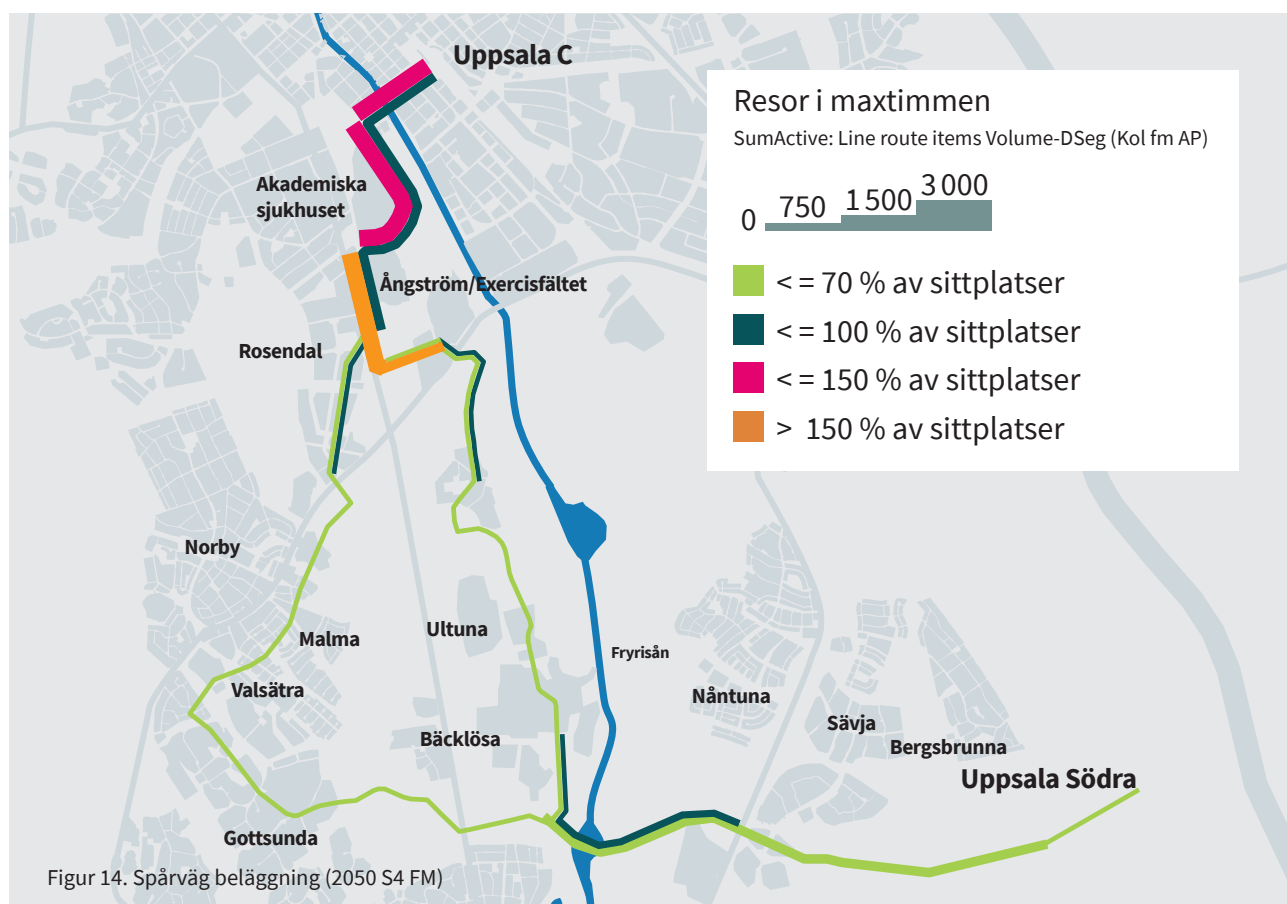 Uppsala C
Resor i maxtimmen
SumActive: Line route items Volume-DSeg (Kol fm AP)
0 750 1 500 3 000
< = 70 % av sittplatser
< = 100 % av sittplatser
< = 150 % av sittplatser
> 150 % av sittplatser
Akademiska
sjukhuset
Ångström/Exercisfältet
Rosendal
Norby
Malma
Ultuna
Fryrisån
Valsätra
Nåntuna
Sävja
Bäcklösa
Bergsbrunna
Uppsala Södra
Gottsunda
Figur 14. Spårväg beläggning (2050 S4 FM)